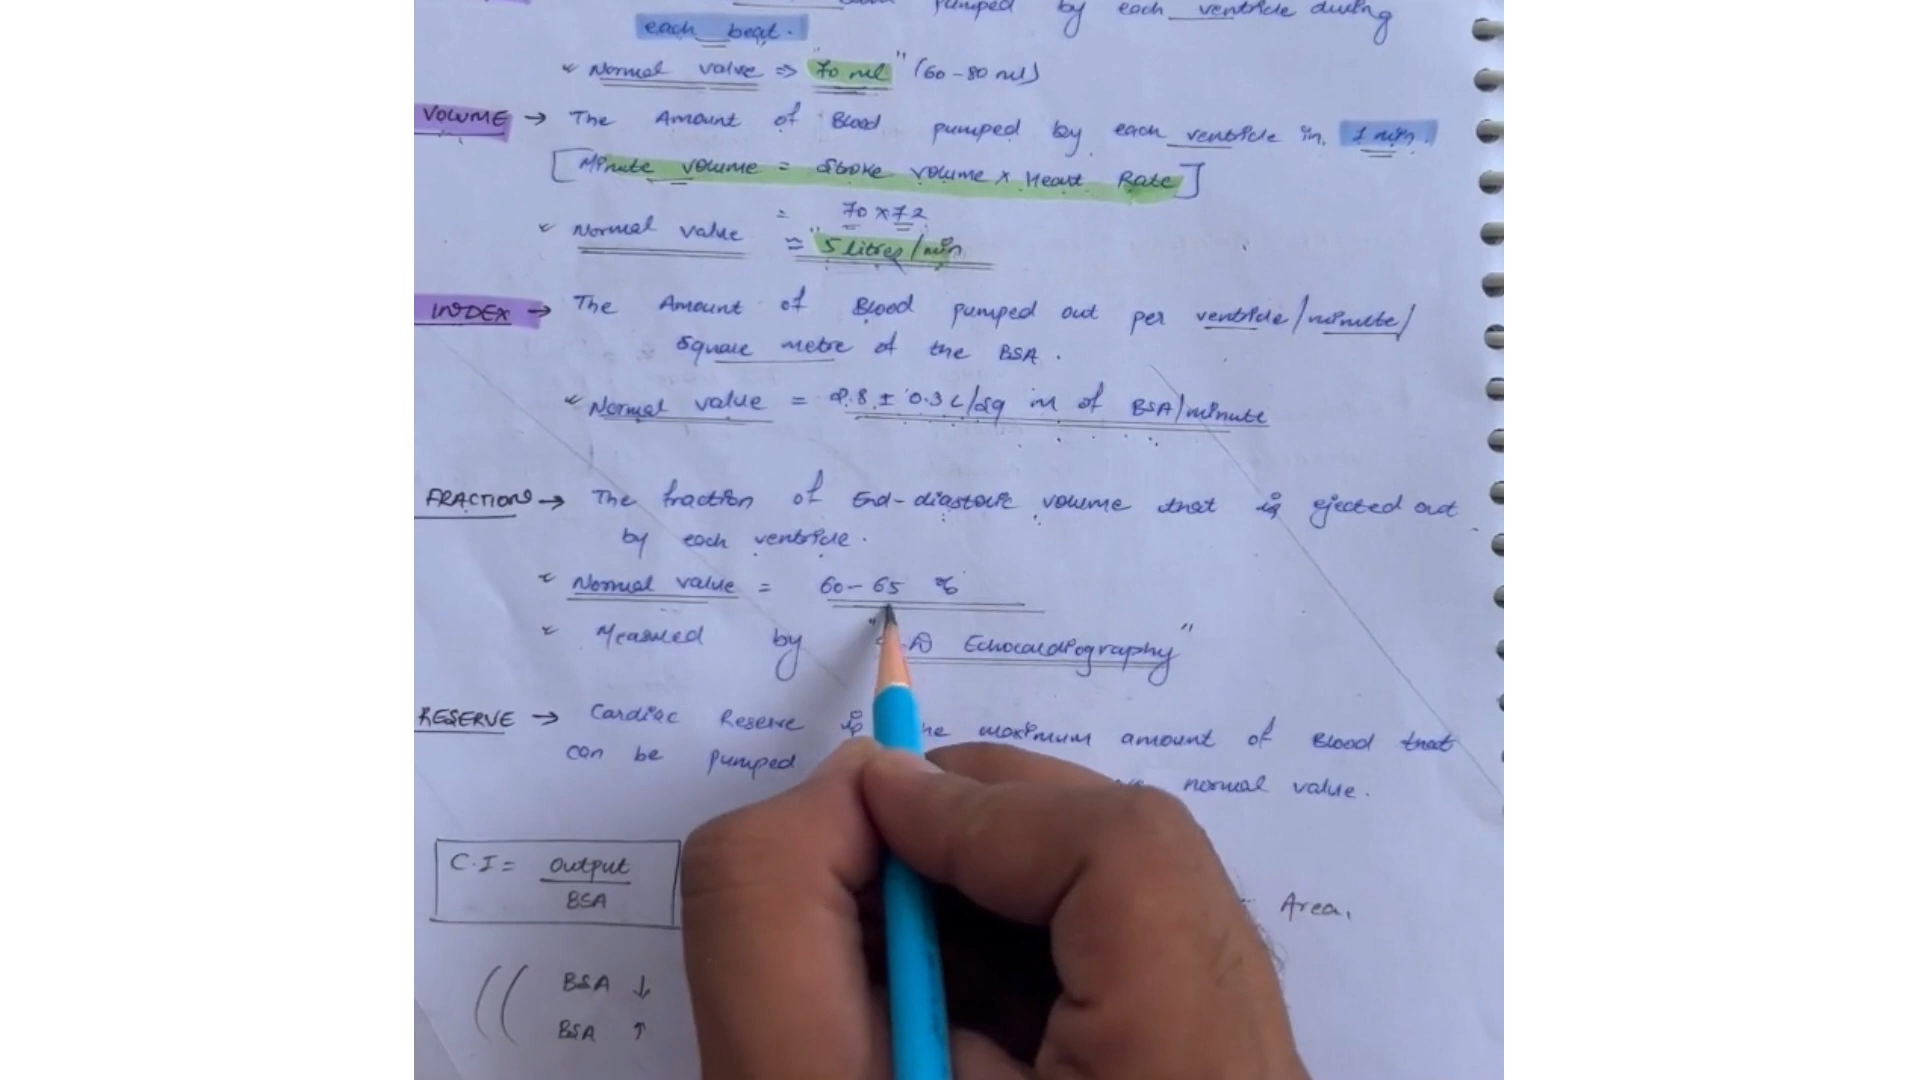 pumped by each ventricle during
each beat.
Normal value => "70 ml" (60-80 ml)
VOLUME → The Amount of Blood pumped by each ventricle in 1 min.
[Minute volume = Stroke volume x Heart Rate]
= 70 x 72
Normal value ≈ "5 litres/min
INDEX → The Amount of Blood pumped out per ventricle/minute/
Square metre of the BSA.
Normal value = 2.8 ± 0.3 L/sq m of BSA/minute
FRACTION → The fraction of End-diastolic volume that is ejected out
by each ventricle.
Normal value = 60-65 %
Measured by " D Echocardiography"
RESERVE → Cardiac Reserve is the maximum amount of Blood that
can be pumped normal value.
C.I = Output
BSA
Area.
(( BSA ↓
BSA ↑